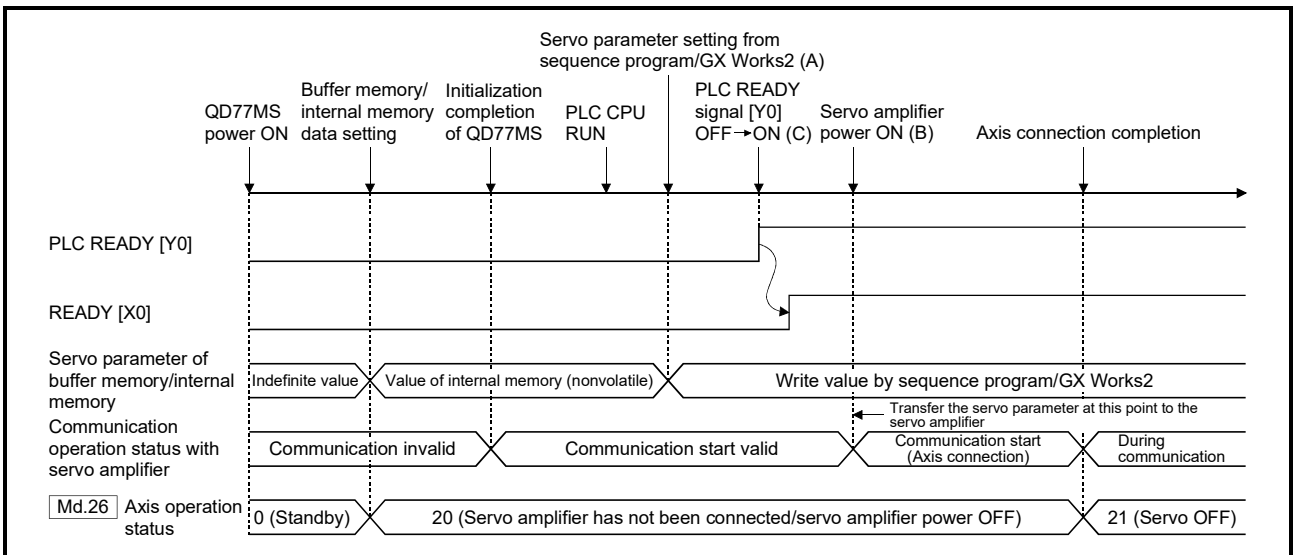 Servo parameter setting from
sequence program/GX Works2 (A)
QD77MS
power ON
Buffer memory/
internal memory
data setting
Initialization
completion
of QD77MS
PLC CPU
RUN
PLC READY
signal [Y0]
OFF→ON (C)
Servo amplifier
power ON (B)
Axis connection completion
PLC READY [Y0]
READY [X0]
Servo parameter of
buffer memory/internal
memory
Indefinite value
Value of internal memory (nonvolatile)
Write value by sequence program/GX Works2
Transfer the servo parameter at this point to the
servo amplifier
Communication
operation status with
servo amplifier
Communication invalid
Communication start valid
Communication start
(Axis connection)
During
communication
Md.26 Axis operation
status
0 (Standby)
20 (Servo amplifier has not been connected/servo amplifier power OFF)
21 (Servo OFF)